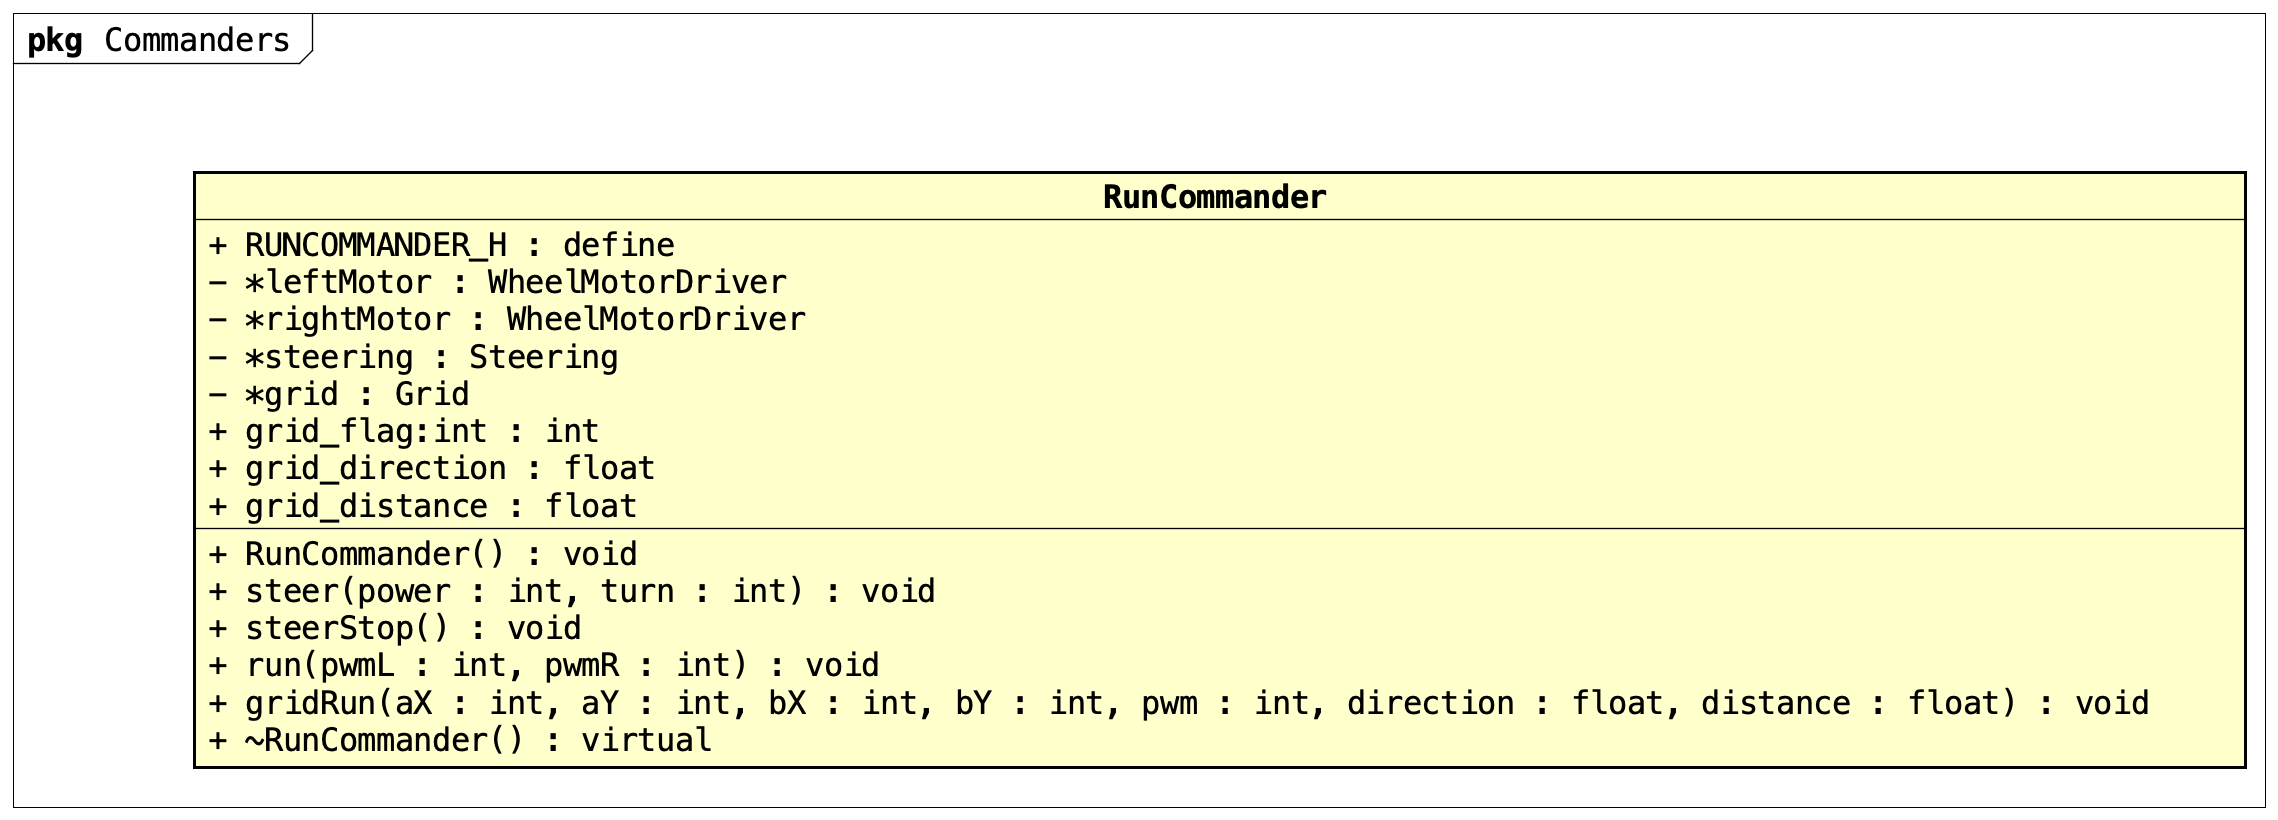 pkg Commanders
RunCommander
+ RUNCOMMANDER_H : define
− *leftMotor : WheelMotorDriver
− *rightMotor : WheelMotorDriver
− *steering : Steering
− *grid : Grid
+ grid_flag:int : int
+ grid_direction : float
+ grid_distance : float
+ RunCommander() : void
+ steer(power : int, turn : int) : void
+ steerStop() : void
+ run(pwmL : int, pwmR : int) : void
+ gridRun(aX : int, aY : int, bX : int, bY : int, pwm : int, direction : float, distance : float) : void
+ ~RunCommander() : virtual